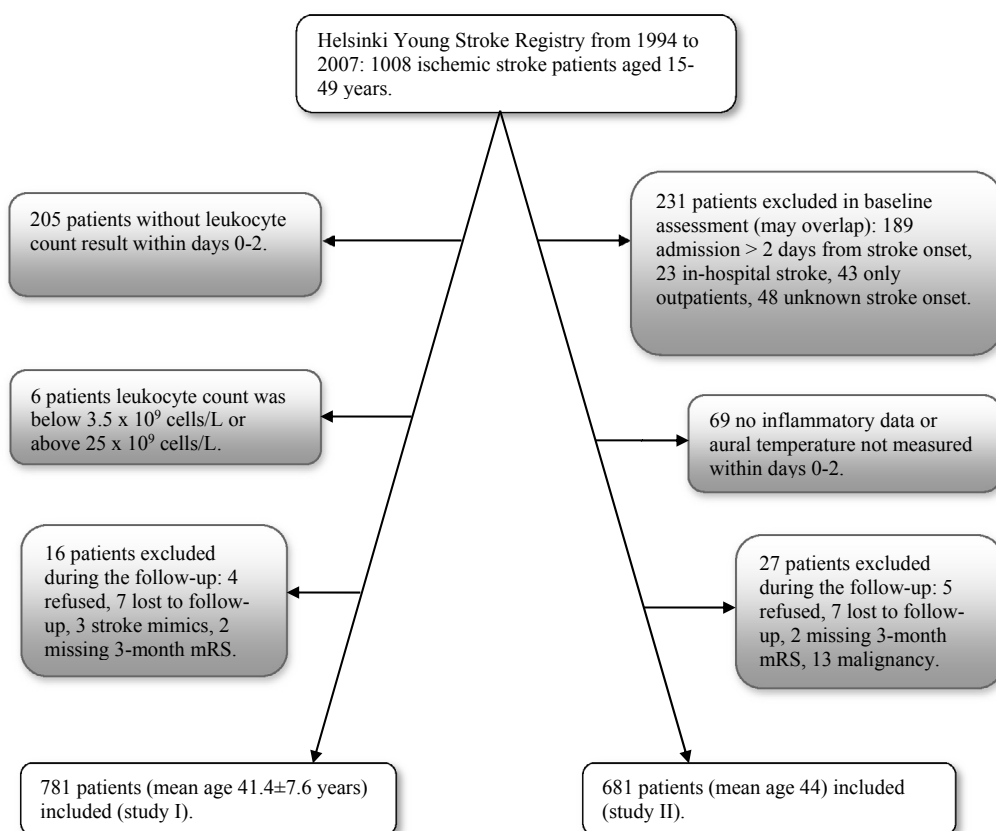 Helsinki Young Stroke Registry from 1994 to
2007: 1008 ischemic stroke patients aged 15-
49 years.
205 patients without leukocyte
count result within days 0-2.
231 patients excluded in baseline
assessment (may overlap): 189
admission > 2 days from stroke onset,
23 in-hospital stroke, 43 only
outpatients, 48 unknown stroke onset.
6 patients leukocyte count was
below 3.5 x 10⁹ cells/L or
above 25 x 10⁹ cells/L.
69 no inflammatory data or
aural temperature not measured
within days 0-2.
16 patients excluded
during the follow-up: 4
refused, 7 lost to follow-
up, 3 stroke mimics, 2
missing 3-month mRS.
27 patients excluded
during the follow-up: 5
refused, 7 lost to follow-
up, 2 missing 3-month
mRS, 13 malignancy.
781 patients (mean age 41.4±7.6 years)
included (study I).
681 patients (mean age 44) included
(study II).